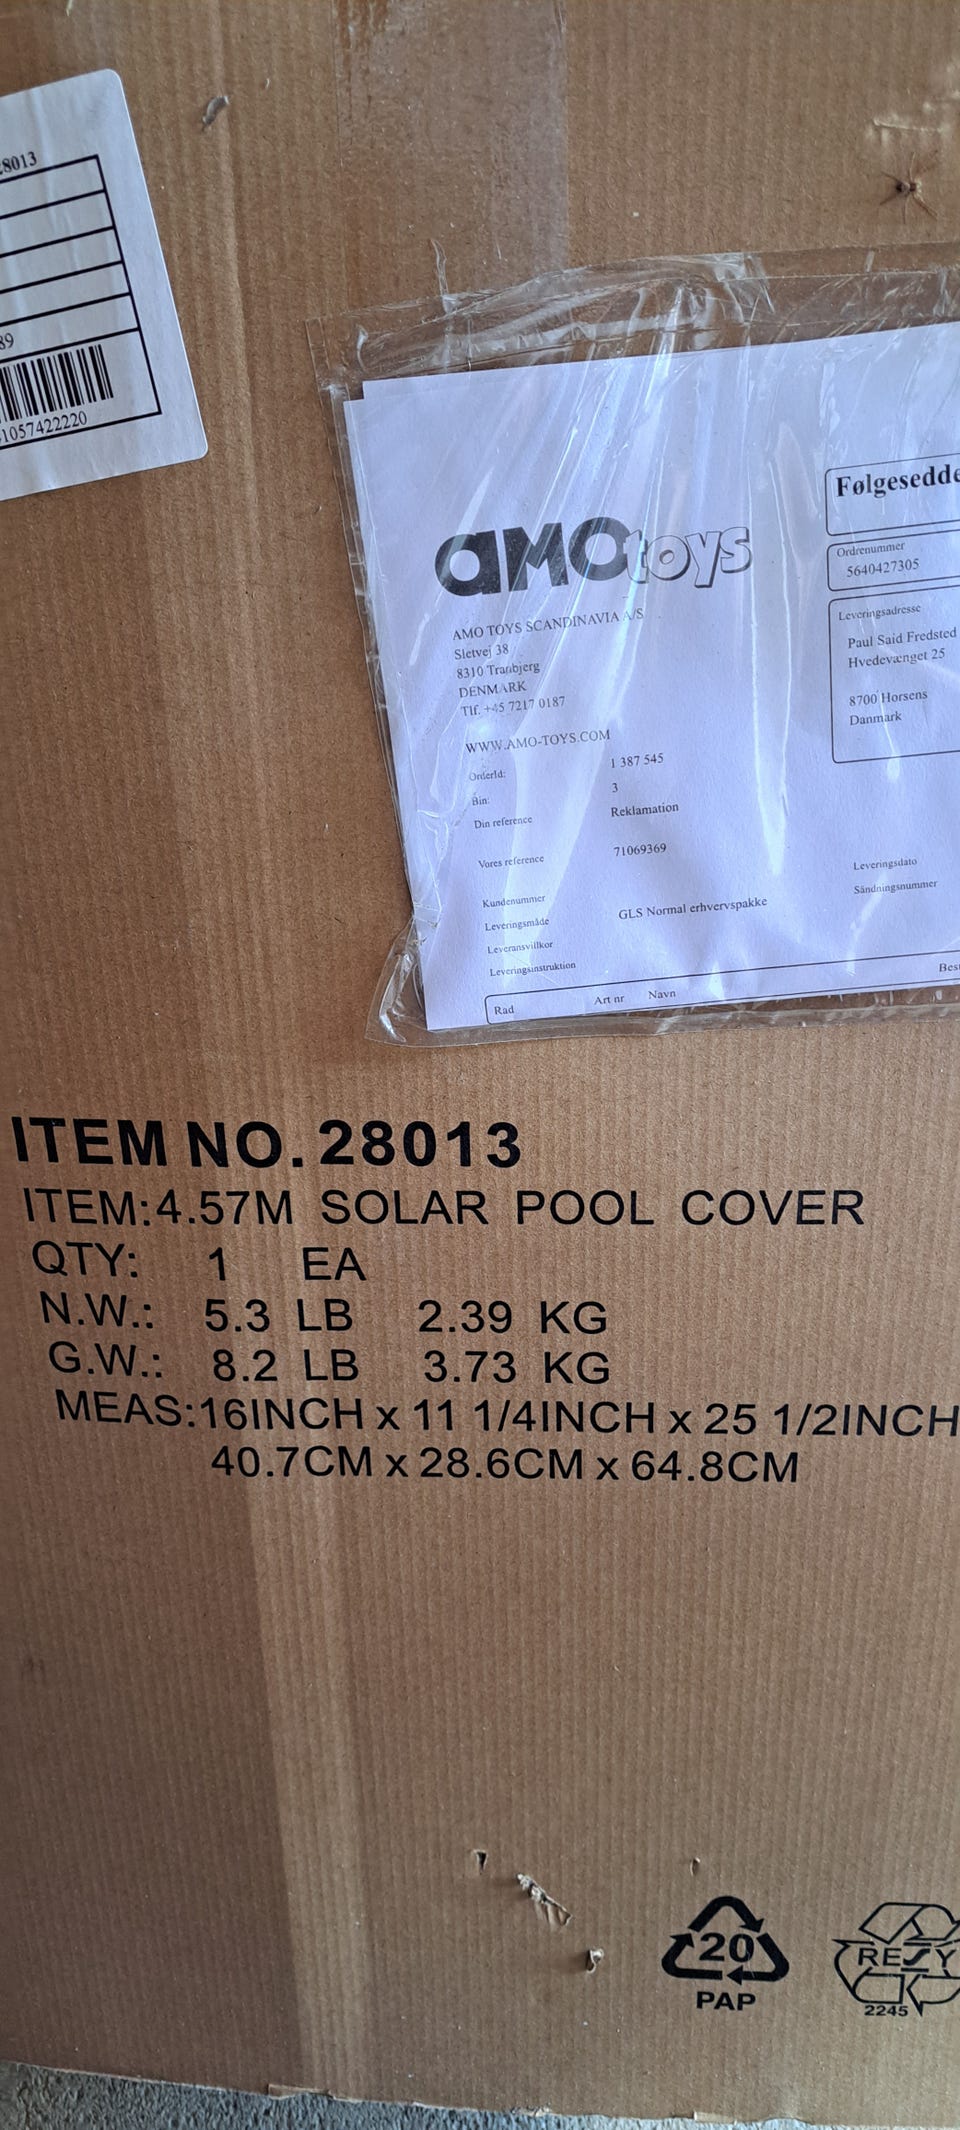 28013
89
1057422220
AMOtoys
AMO TOYS SCANDINAVIA A/S
Sletvej 38
8310 Tranbjerg
DENMARK
Tlf. +45 7217 0187
WWW.AMO-TOYS.COM
OrderId: 1 387 545
Bin: 3
Din reference Reklamation
Vores reference 71069369
Kundenummer
Leveringsmåde GLS Normal erhvervspakke
Leveransvillkor
Leveringsinstruktion
Rad Art nr Navn Best
Følgesedde
Ordrenummer
5640427305
Leveringsadresse
Paul Said Fredsted
Hvedevænget 25
8700 Horsens
Danmark
Leveringsdato
Sändningsnummer
ITEM NO. 28013
ITEM:4.57M SOLAR POOL COVER
QTY: 1 EA
N.W.: 5.3 LB 2.39 KG
G.W.: 8.2 LB 3.73 KG
MEAS:16INCH x 11 1/4INCH x 25 1/2INCH
40.7CM x 28.6CM x 64.8CM
20
PAP
RESY
2245